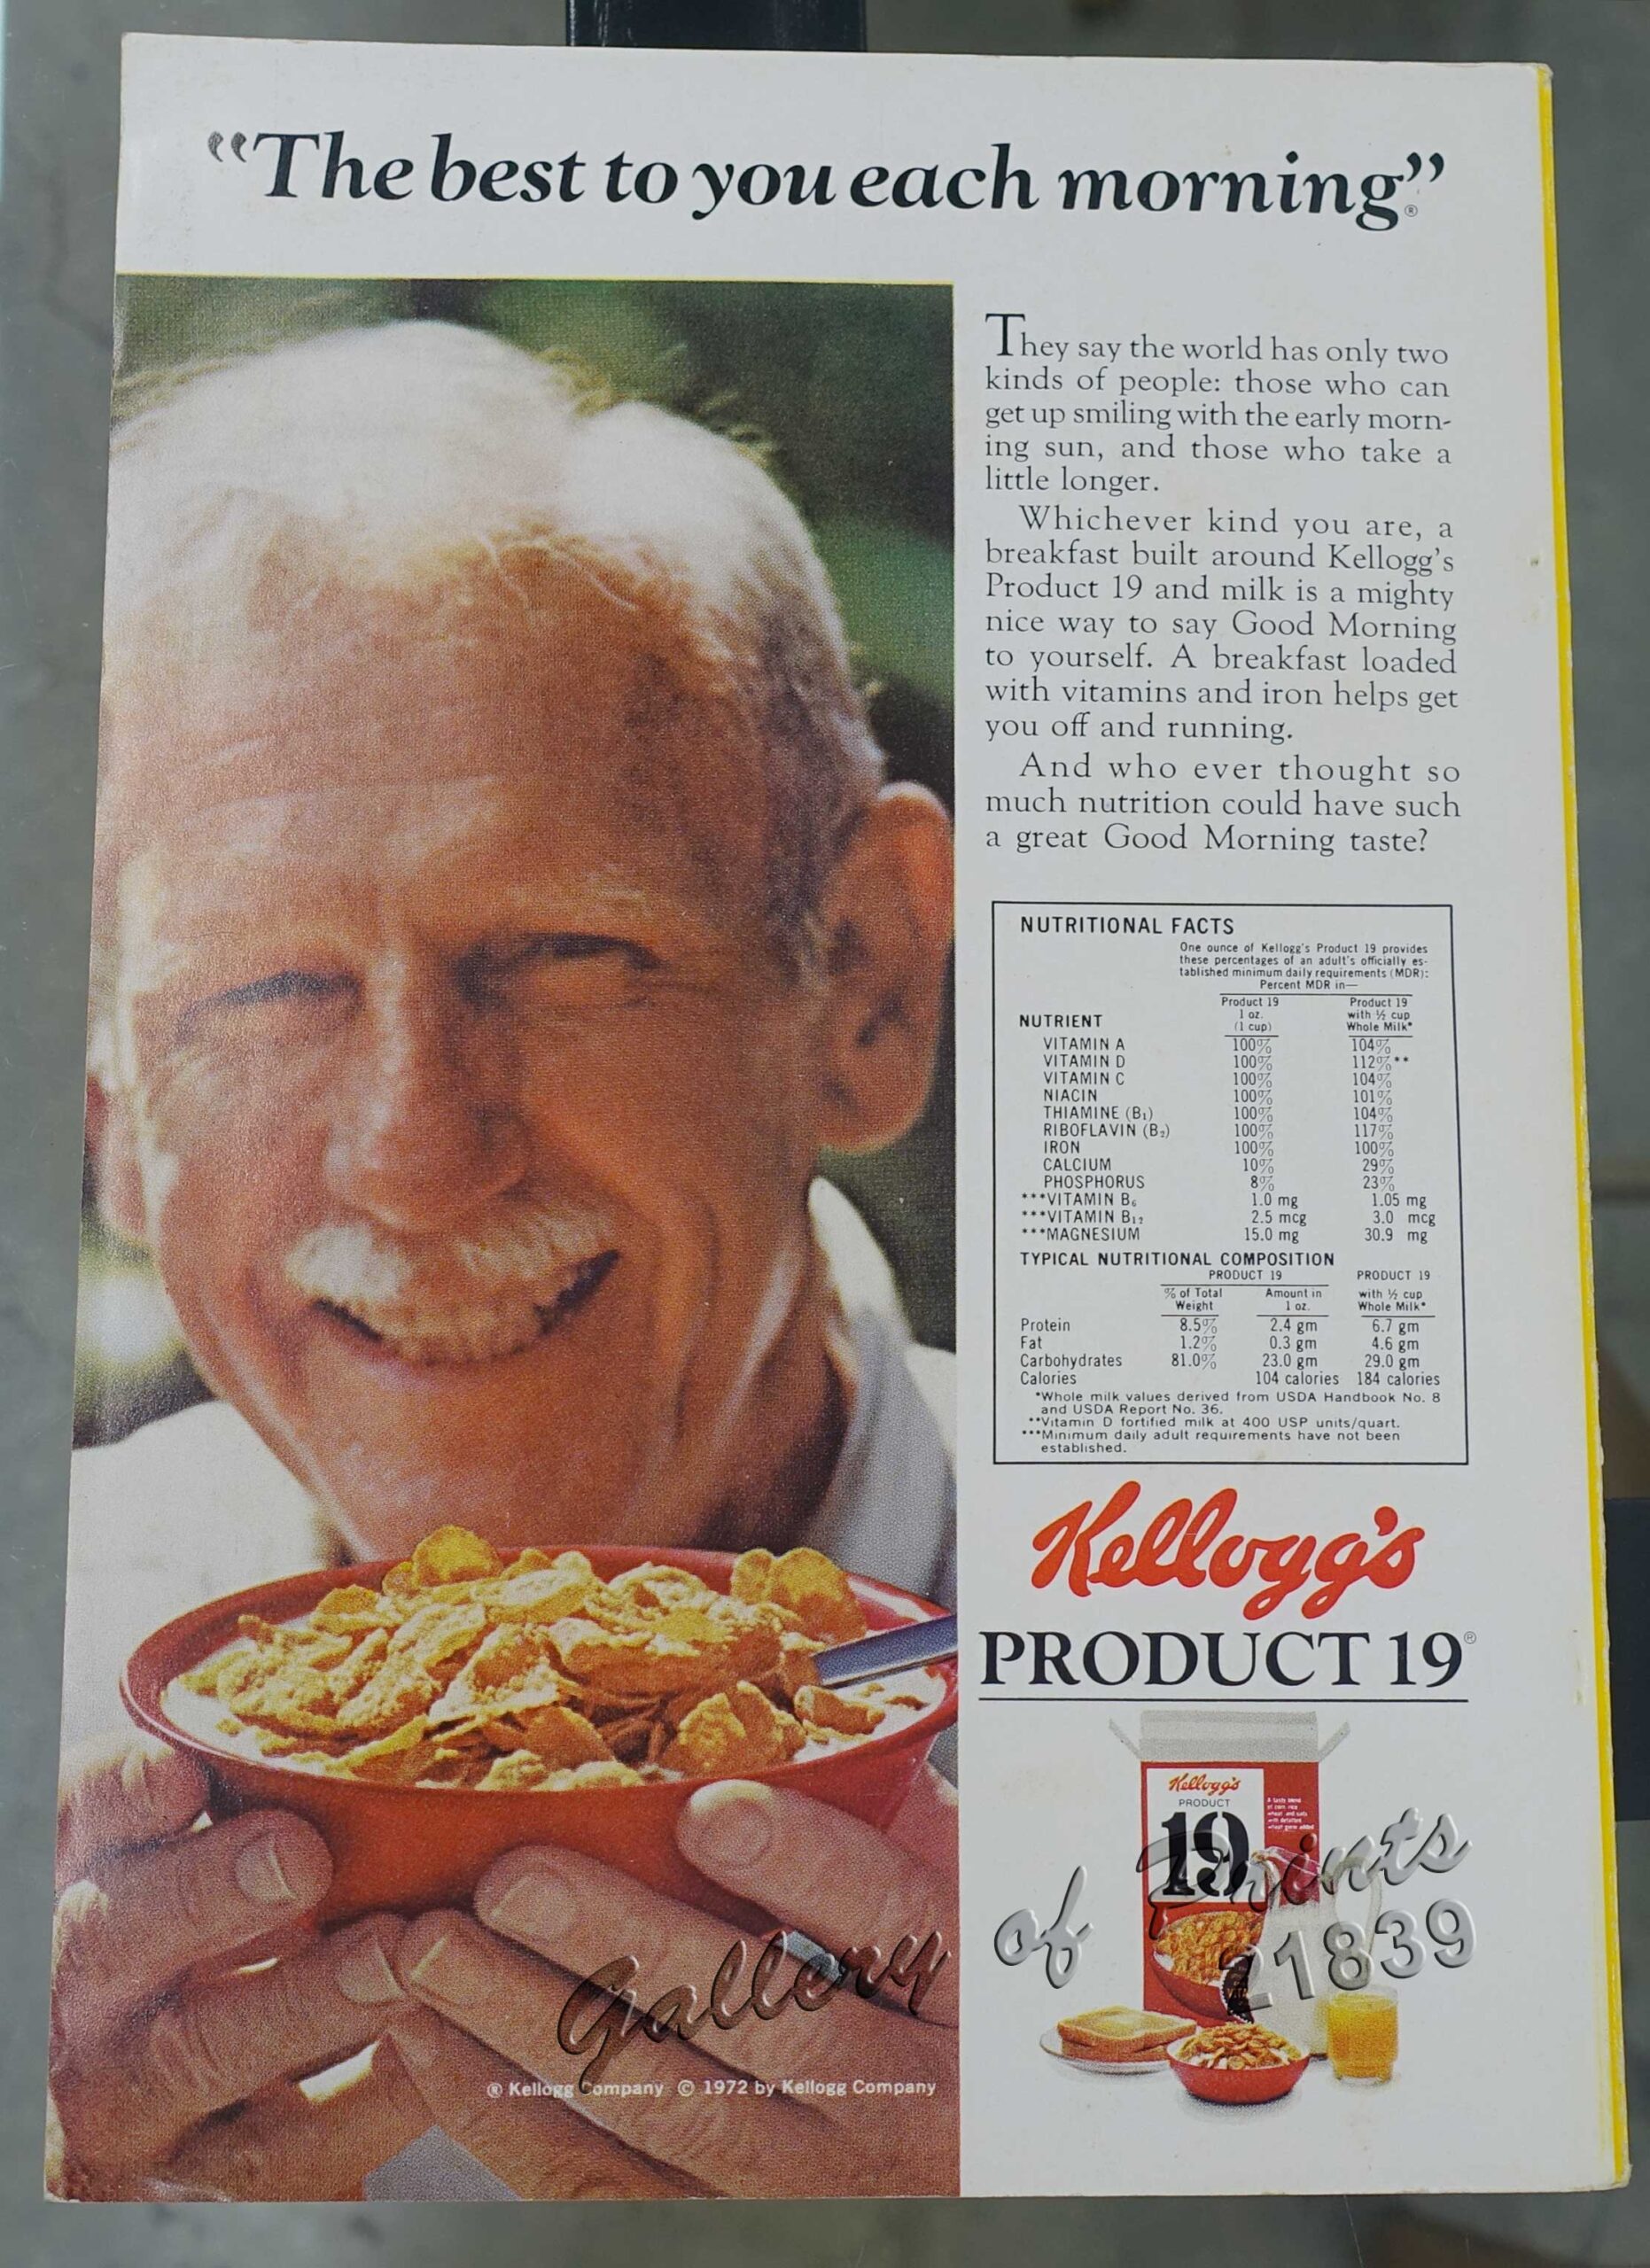 “The best to you each morning”®
They say the world has only two
kinds of people: those who can
get up smiling with the early morn-
ing sun, and those who take a
little longer.
Whichever kind you are, a
breakfast built around Kellogg's
Product 19 and milk is a mighty
nice way to say Good Morning
to yourself. A breakfast loaded
with vitamins and iron helps get
you off and running.
And who ever thought so
much nutrition could have such
a great Good Morning taste?
NUTRITIONAL FACTS
One ounce of Kellogg's Product 19 provides
these percentages of an adult's officially es-
tablished minimum daily requirements (MDR):
Percent MDR in—
Product 19 Product 19
1 oz. with ½ cup
NUTRIENT (1 cup) Whole Milk*
VITAMIN A 100% 104%
VITAMIN D 100% 112%**
VITAMIN C 100% 104%
NIACIN 100% 101%
THIAMINE (B₁) 100% 104%
RIBOFLAVIN (B₂) 100% 117%
IRON 100% 100%
CALCIUM 10% 29%
PHOSPHORUS 8% 23%
***VITAMIN B₆ 1.0 mg 1.05 mg
***VITAMIN B₁₂ 2.5 mcg 3.0 mcg
***MAGNESIUM 15.0 mg 30.9 mg
TYPICAL NUTRITIONAL COMPOSITION
PRODUCT 19 PRODUCT 19
% of Total Amount in with ½ cup
Weight 1 oz. Whole Milk*
Protein 8.5% 2.4 gm 6.7 gm
Fat 1.2% 0.3 gm 4.6 gm
Carbohydrates 81.0% 23.0 gm 29.0 gm
Calories 104 calories 184 calories
*Whole milk values derived from USDA Handbook No. 8
and USDA Report No. 36.
**Vitamin D fortified milk at 400 USP units/quart.
***Minimum daily adult requirements have not been
established.
Kellogg's
PRODUCT 19®
Kellogg's
PRODUCT
19
A tasty blend
of corn, rice
wheat and oats
with defatted
wheat germ added
Gallery of Prints
21839
® Kellogg Company © 1972 by Kellogg Company